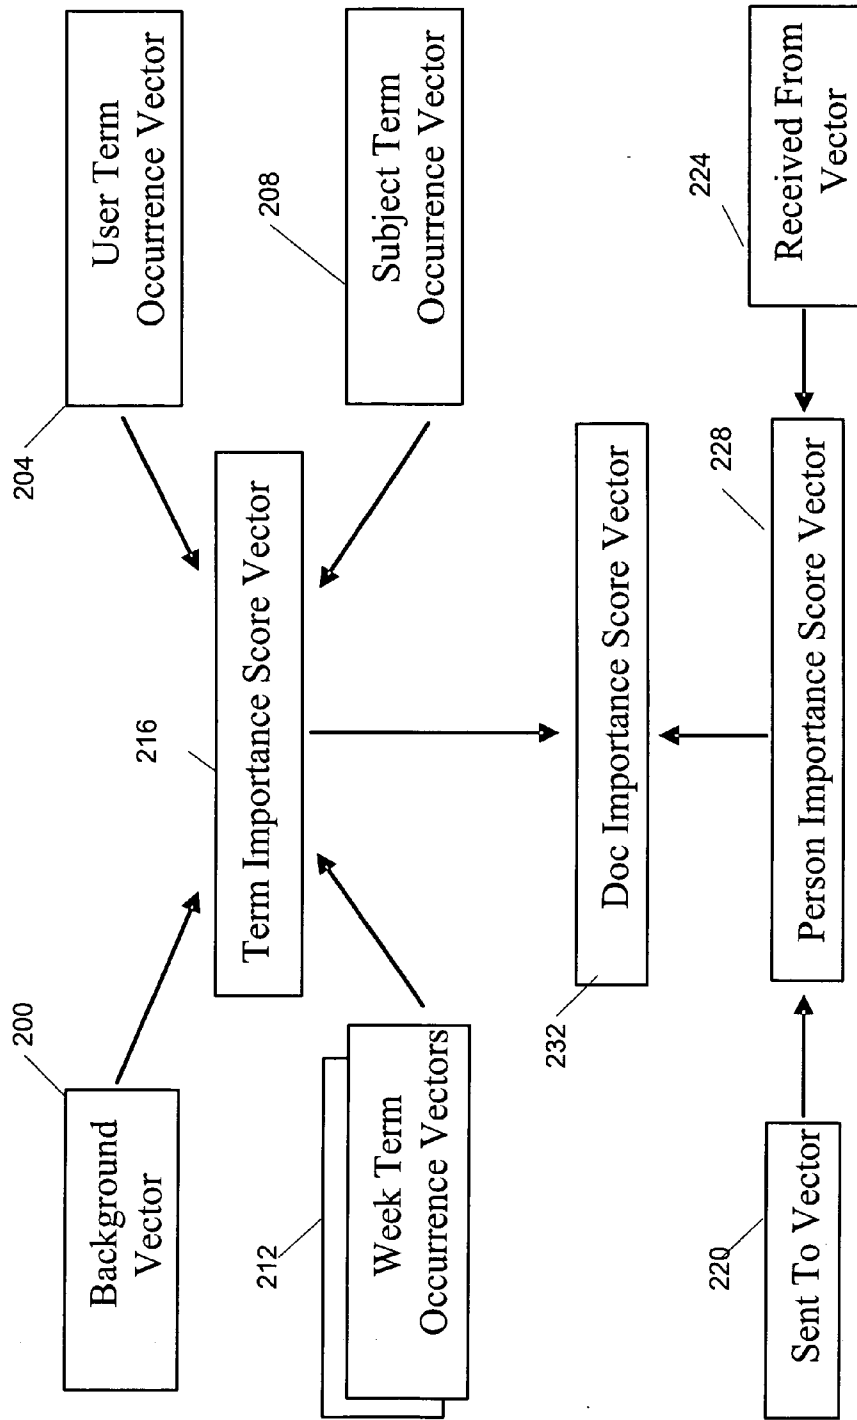 200
Background
Vector
204
User Term
Occurrence Vector
216
Term Importance Score Vector
212
Week Term
Occurrence Vectors
208
Subject Term
Occurrence Vector
232
Doc Importance Score Vector
220
Sent To Vector
228
Person Importance Score Vector
224
Received From
Vector